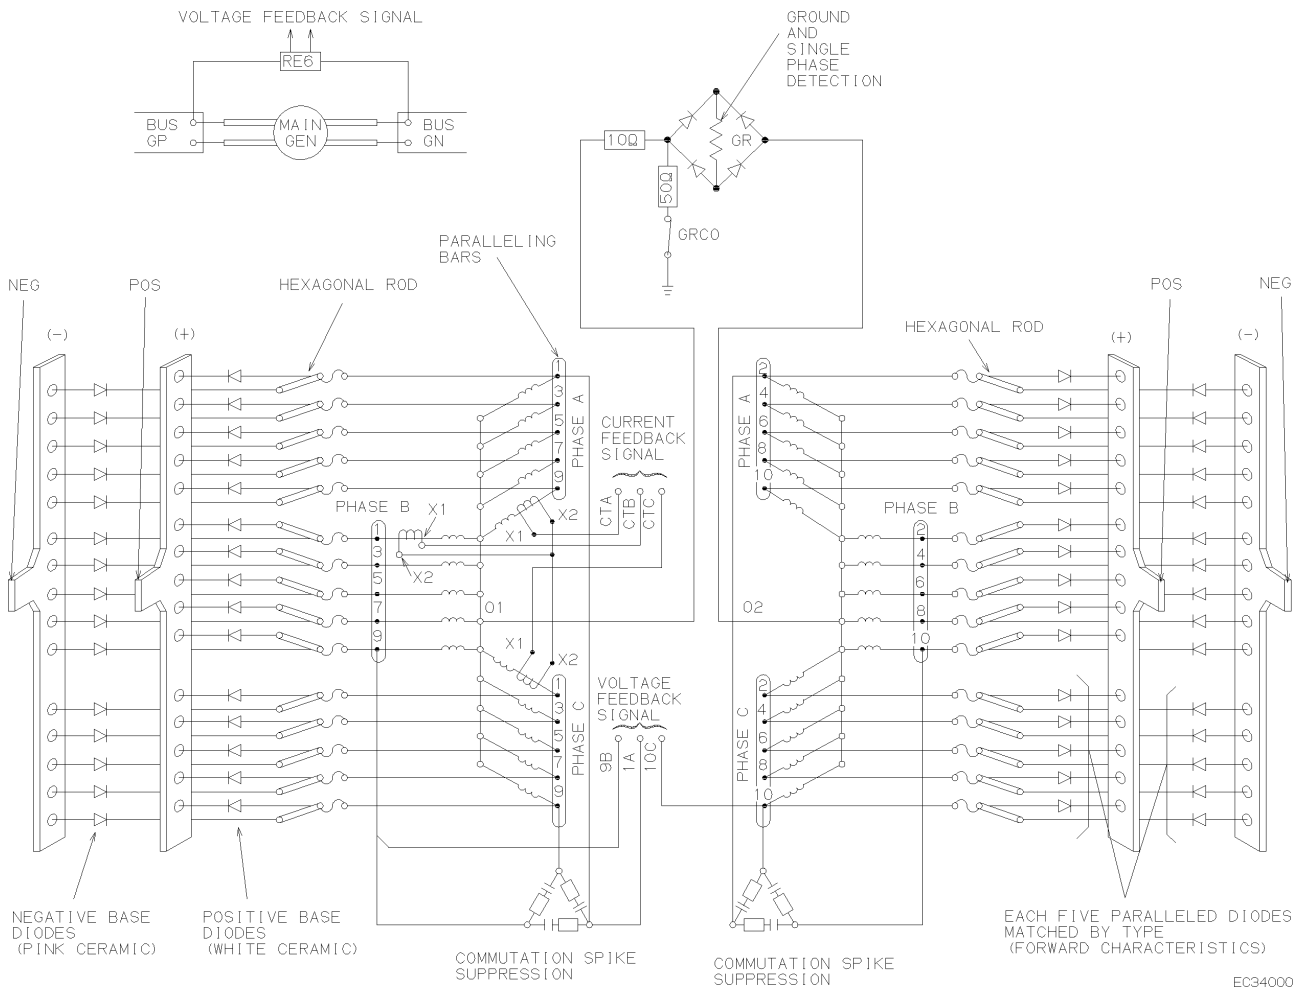 VOLTAGE FEEDBACK SIGNAL
RE6
BUS
GP
MAIN
GEN
BUS
GN
GROUND
AND
SINGLE
PHASE
DETECTION
10Ω
GR
50Ω
GRCO
PARALLELING
BARS
NEG
POS
HEXAGONAL ROD
POS
NEG
HEXAGONAL ROD
(-)
(+)
(+)
(-)
1
3
5
7
9
PHASE A
CURRENT
FEEDBACK
SIGNAL
CTA
CTB
CTC
2
4
6
8
10
PHASE A
PHASE B
1
3
5
7
9
X1
X2
X1
X2
PHASE B
2
4
6
8
10
O1
O2
X1
X2
1
3
5
7
9
PHASE C
VOLTAGE
FEEDBACK
SIGNAL
9B
1A
10C
2
4
6
8
10
PHASE C
NEGATIVE BASE
DIODES
(PINK CERAMIC)
POSITIVE BASE
DIODES
(WHITE CERAMIC)
COMMUTATION SPIKE
SUPPRESSION
COMMUTATION SPIKE
SUPPRESSION
EACH FIVE PARALLELED DIODES
MATCHED BY TYPE
(FORWARD CHARACTERISTICS)
EC34000